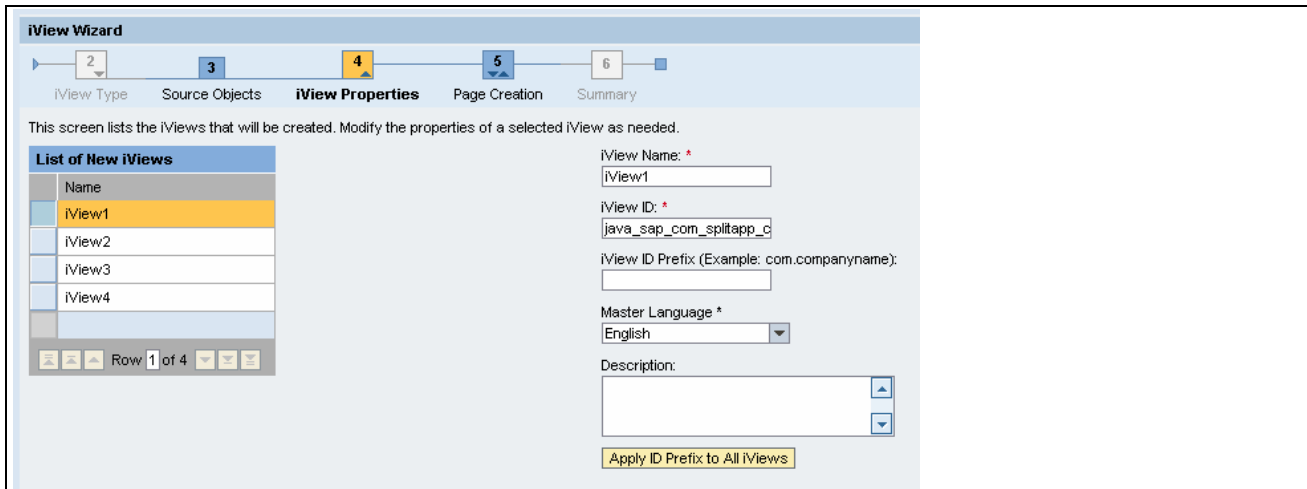 iView Wizard
2 3 4 5 6
iView Type Source Objects iView Properties Page Creation Summary
This screen lists the iViews that will be created. Modify the properties of a selected iView as needed.
List of New iViews
Name
iView1
iView2
iView3
iView4
Row 1 of 4
iView Name: *
iView1
iView ID: *
java_sap_com_splitapp_c
iView ID Prefix (Example: com.companyname):
Master Language *
English
Description:
Apply ID Prefix to All iViews